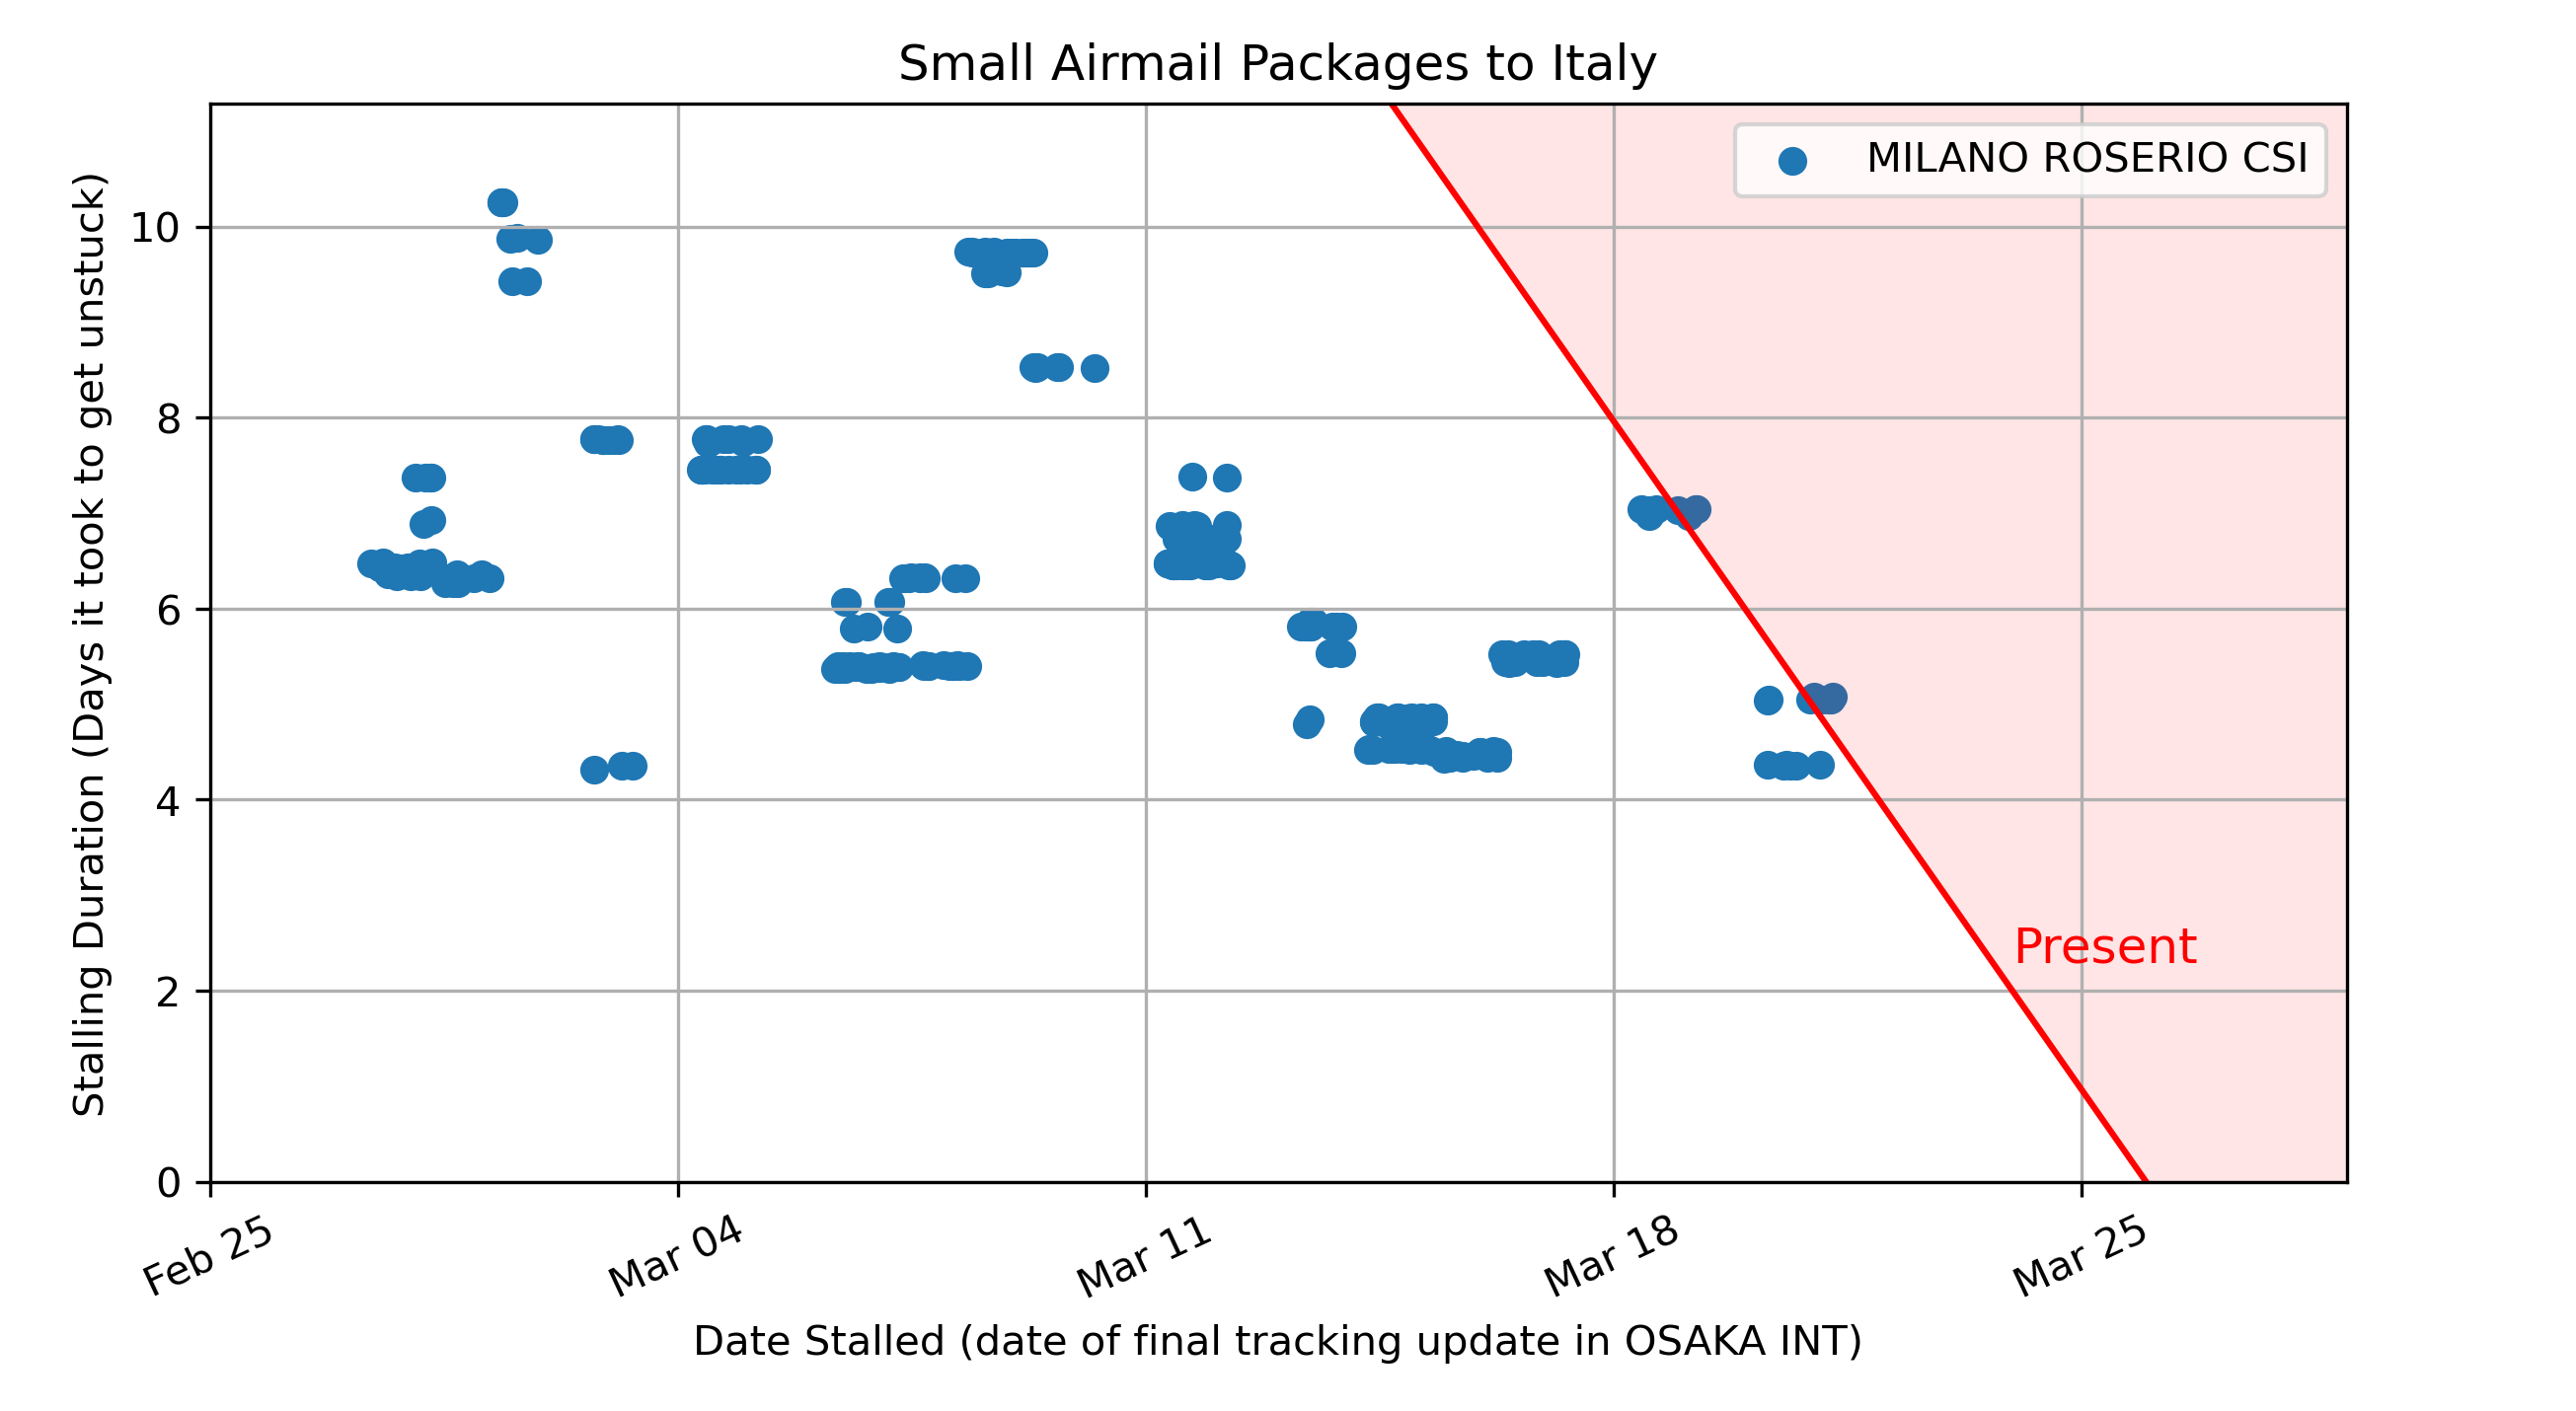 Small Airmail Packages to Italy
MILANO ROSERIO CSI
Stalling Duration (Days it took to get unstuck)
10
8
6
4
2
0
Present
Feb 25
Mar 04
Mar 11
Mar 18
Mar 25
Date Stalled (date of final tracking update in OSAKA INT)